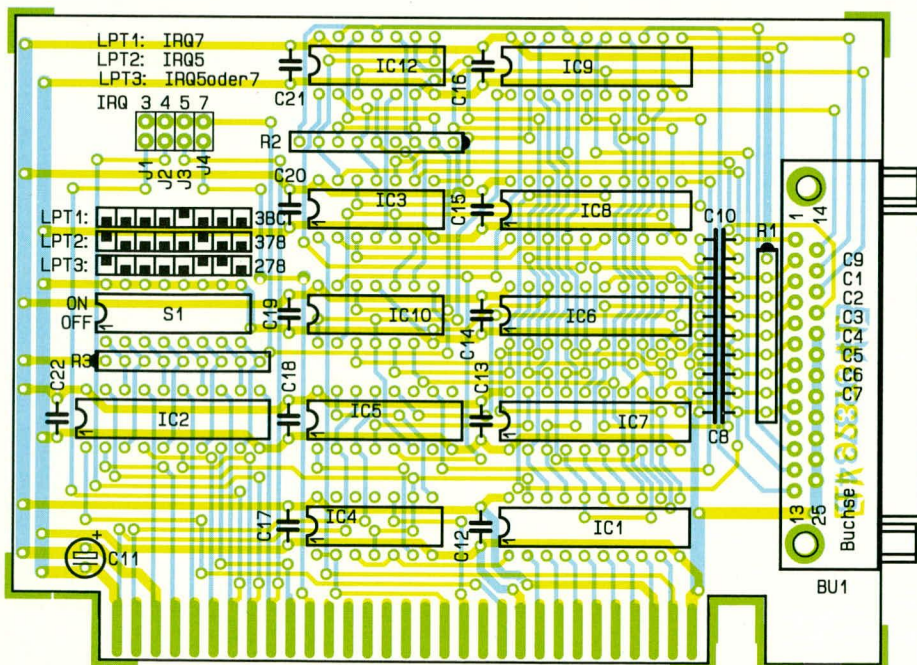 LPT1: IRQ7
LPT2: IRQ5
LPT3: IRQ5oder7
IRQ 3 4 5 7
J1 J2 J3 J4
LPT1: 3BC
LPT2: 378
LPT3: 278
ON
OFF
S1
R3
C22
IC2
C11
+
C21
IC12
C16
IC9
R2
C20
IC3
C15
IC8
C19
IC10
C14
IC6
C18
IC5
C13
IC7
C17
IC4
C12
IC1
C10
C8
R1
1
14
C9
C1
C2
C3
C4
C5
C6
C7
13
25
Buchse
BU1